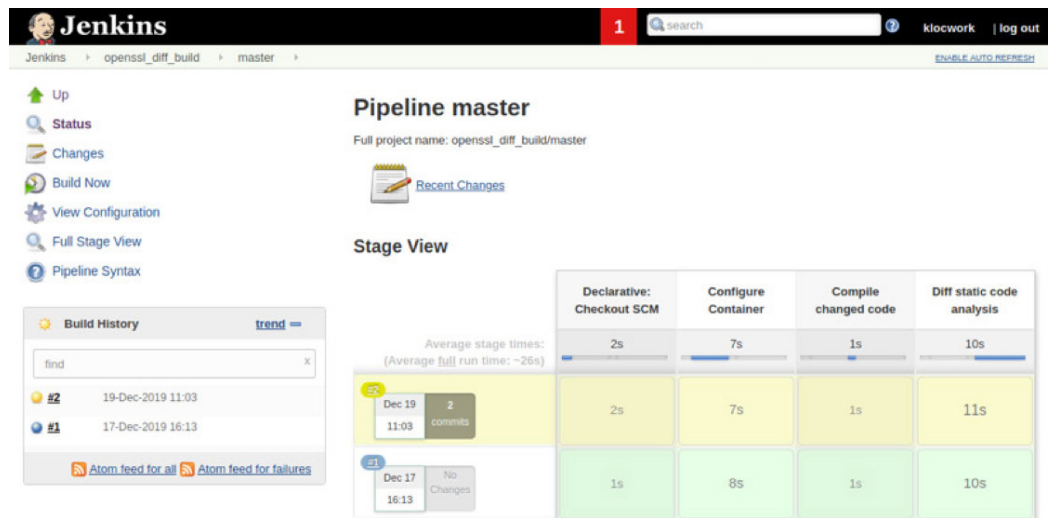 Jenkins
1
search
klocwork | log out
Jenkins openssl_diff_build master
ENABLE AUTO REFRESH
Up
Status
Changes
Build Now
View Configuration
Full Stage View
Pipeline Syntax
Build History trend
find x
#2 19-Dec-2019 11:03
#1 17-Dec-2019 16:13
Atom feed for all Atom feed for failures
Pipeline master
Full project name: openssl_diff_build/master
Recent Changes
Stage View
Declarative:
Checkout SCM
Configure
Container
Compile
changed code
Diff static code
analysis
Average stage times:
(Average full run time: ~26s)
2s 7s 1s 10s
#2
Dec 19
11:03
2
commits
2s 7s 1s 11s
#1
Dec 17
16:13
No
Changes
1s 8s 1s 10s